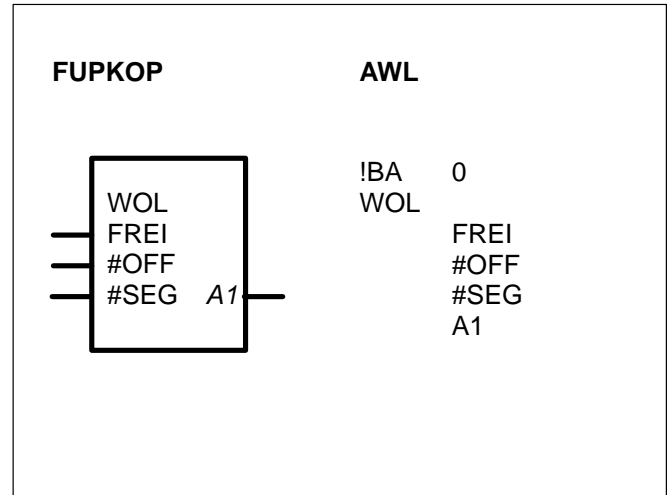 FUPKOP AWL
WOL
FREI
#OFF
#SEG A1
!BA 0
WOL
FREI
#OFF
#SEG
A1